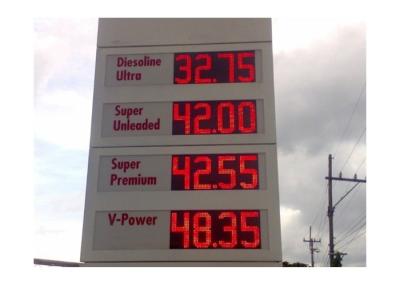 Diesoline
Ultra
32.75
Super
Unleaded
42.00
Super
Premium
42.55
V-Power
48.35